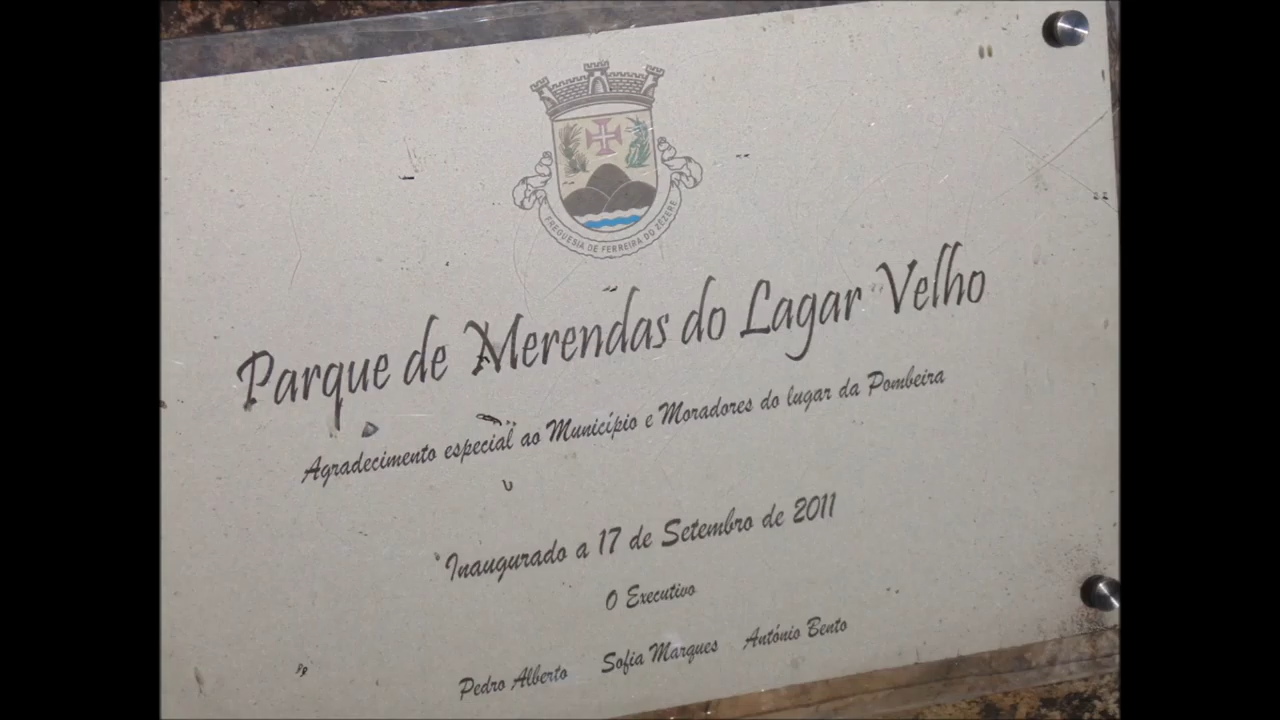 FREGUESIA DE FERREIRA DO ZÊZERE
Parque de Merendas do Lagar Velho
Agradecimento especial ao Município e Moradores do lugar da Pombeira
Inaugurado a 17 de Setembro de 2011
O Executivo
Pedro Alberto Sofia Marques António Bento